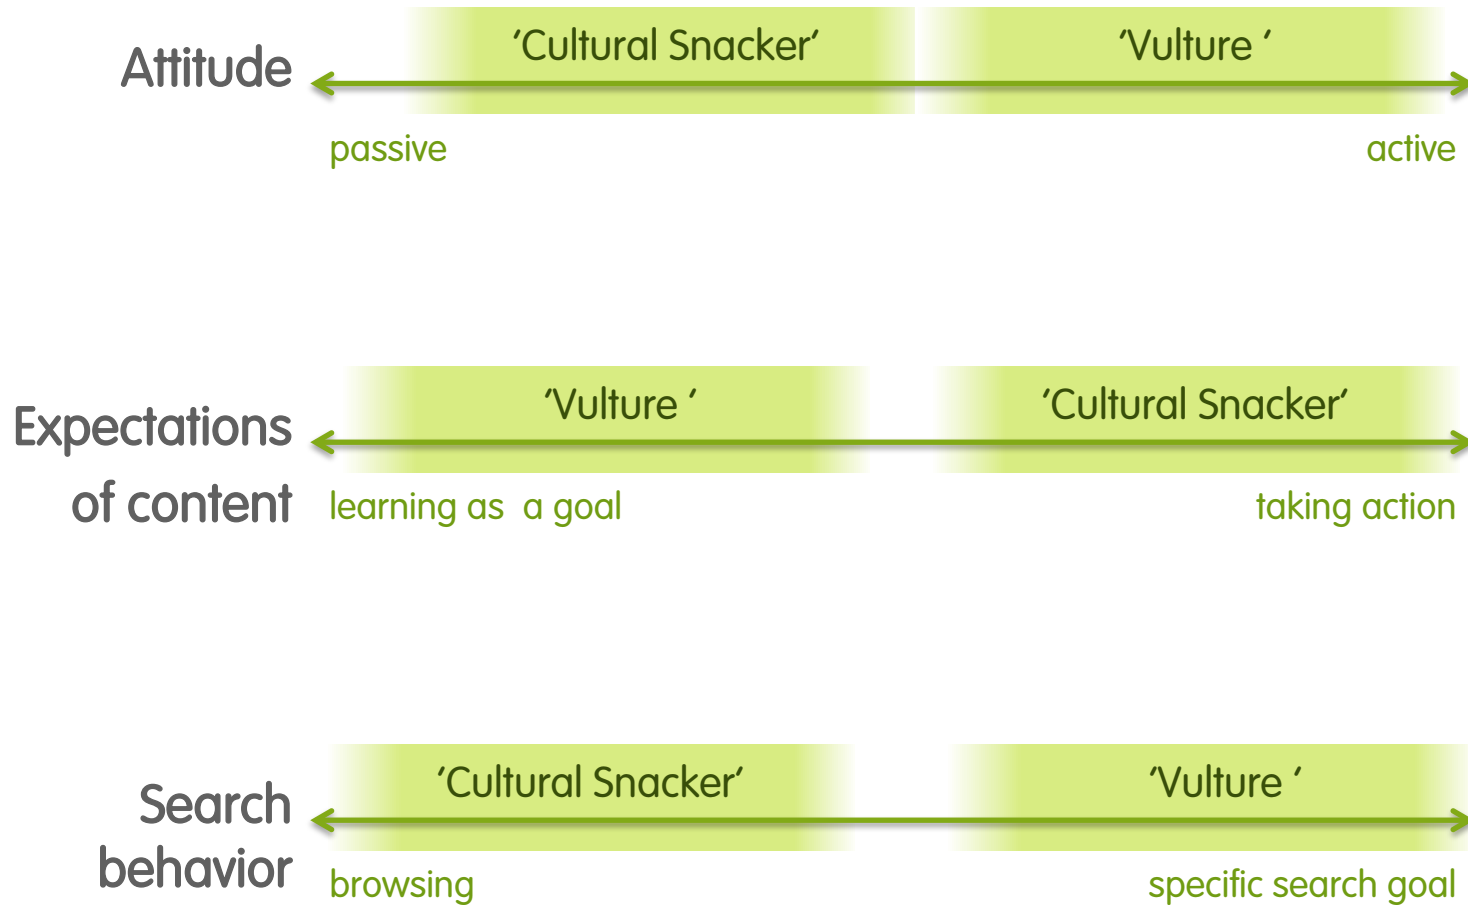 Attitude
‘Cultural Snacker’
‘Vulture ’
passive
active
Expectations
of content
‘Vulture ’
‘Cultural Snacker’
learning as  a goal
taking action
Search
behavior
‘Cultural Snacker’
‘Vulture ’
browsing
specific search goal